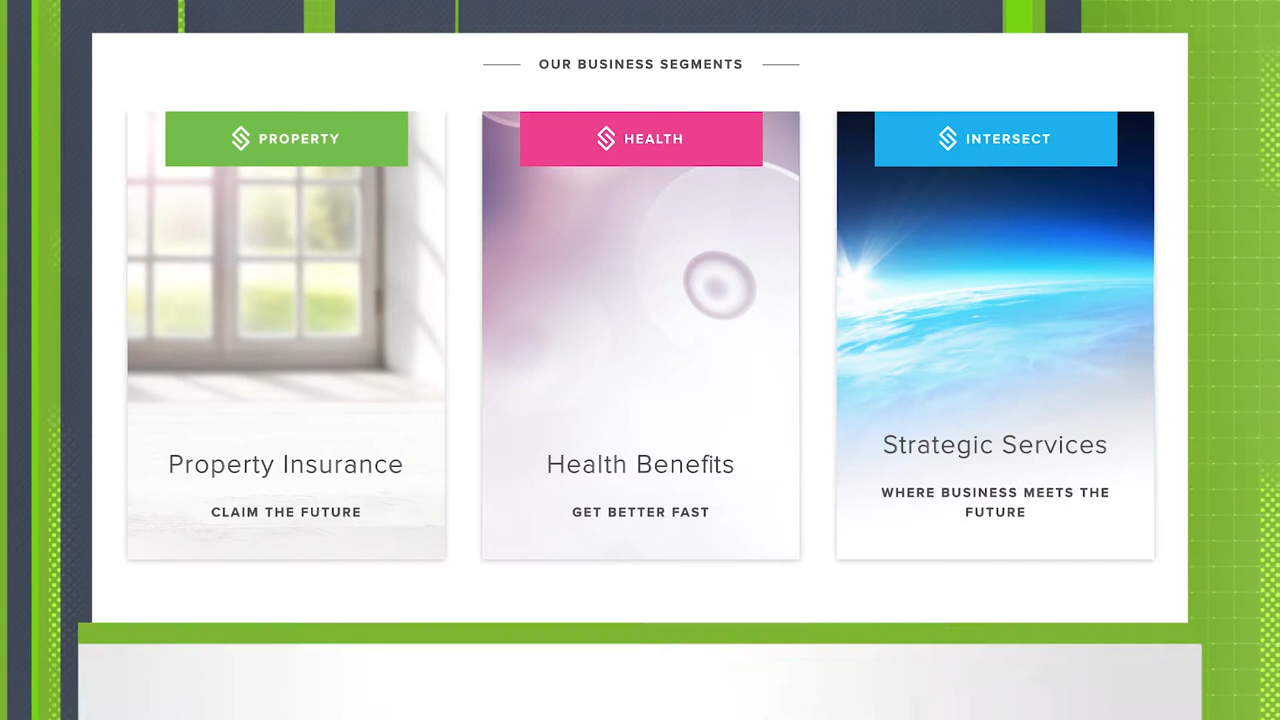 OUR BUSINESS SEGMENTS
PROPERTY
Property Insurance
CLAIM THE FUTURE
HEALTH
Health Benefits
GET BETTER FAST
INTERSECT
Strategic Services
WHERE BUSINESS MEETS THE
FUTURE